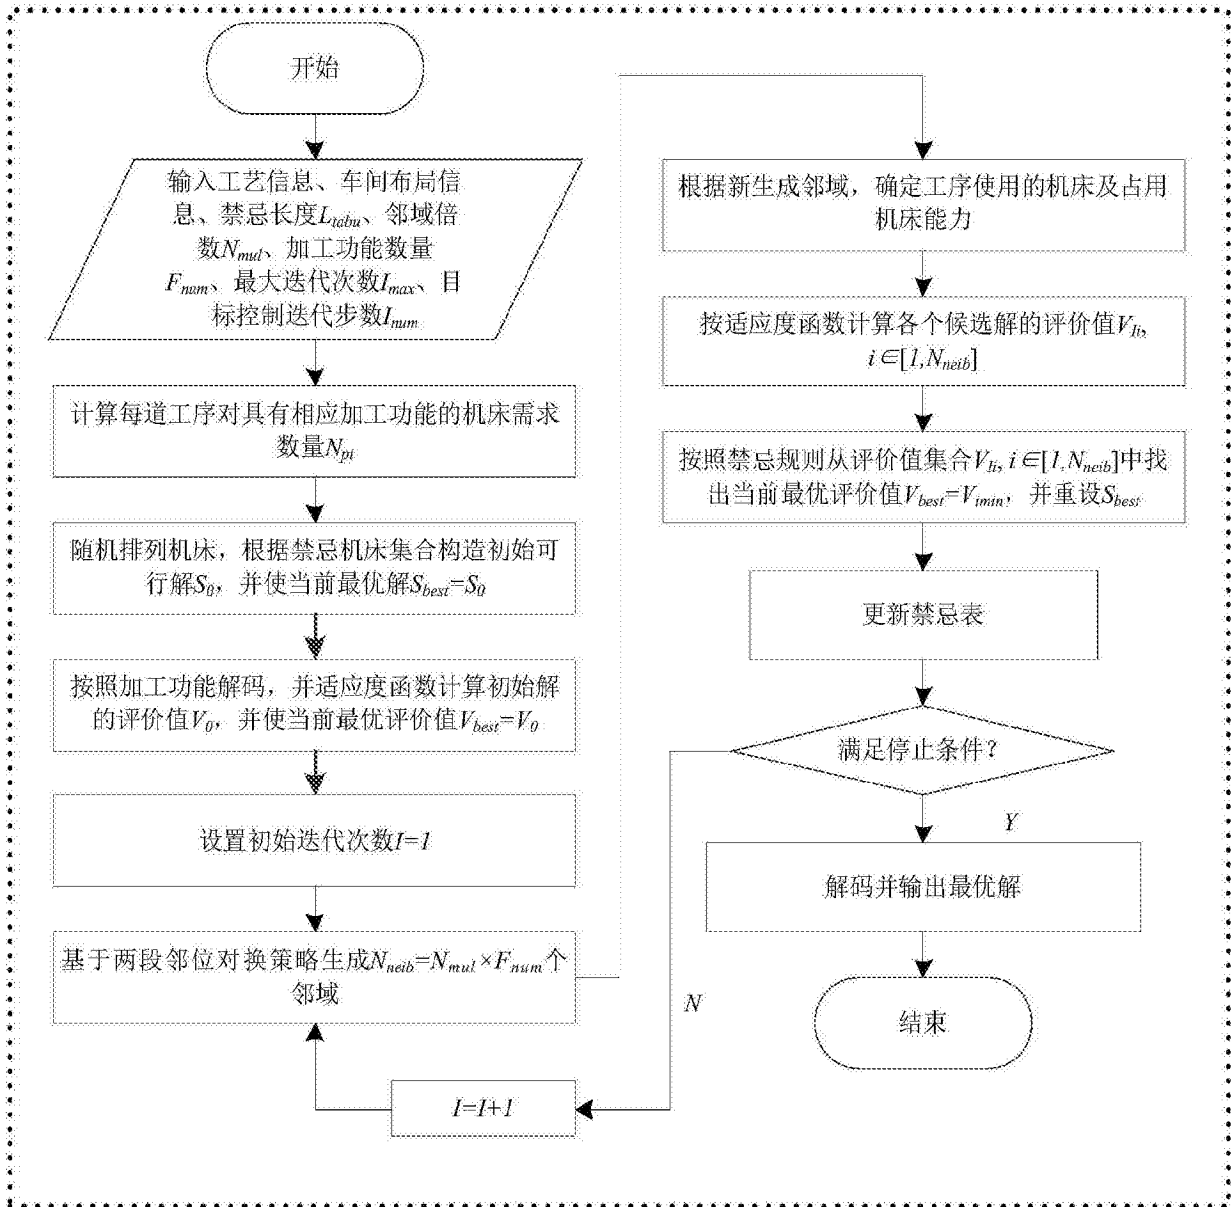 开始
输入工艺信息、车间布局信
息、禁忌长度Ltabu、邻域倍
数Nmul、加工功能数量
Fnum、最大迭代次数Imax、目
标控制迭代步数Inum
计算每道工序对具有相应加工功能的机床需求
数量Npi
随机排列机床，根据禁忌机床集合构造初始可
行解S0，并使当前最优解Sbest=S0
按照加工功能解码，并适应度函数计算初始解
的评价值V0，并使当前最优评价值Vbest=V0
设置初始迭代次数I=1
基于两段邻位对换策略生成Nneib=Nmul×Fnum个
邻域
I=I+1
根据新生成邻域，确定工序使用的机床及占用
机床能力
按适应度函数计算各个候选解的评价值VIi,
i∈[1,Nneib]
按照禁忌规则从评价值集合VIi, i∈[1,Nneib]中找
出当前最优评价值Vbest=Vimin，并重设Sbest
更新禁忌表
满足停止条件？
Y
N
解码并输出最优解
结束